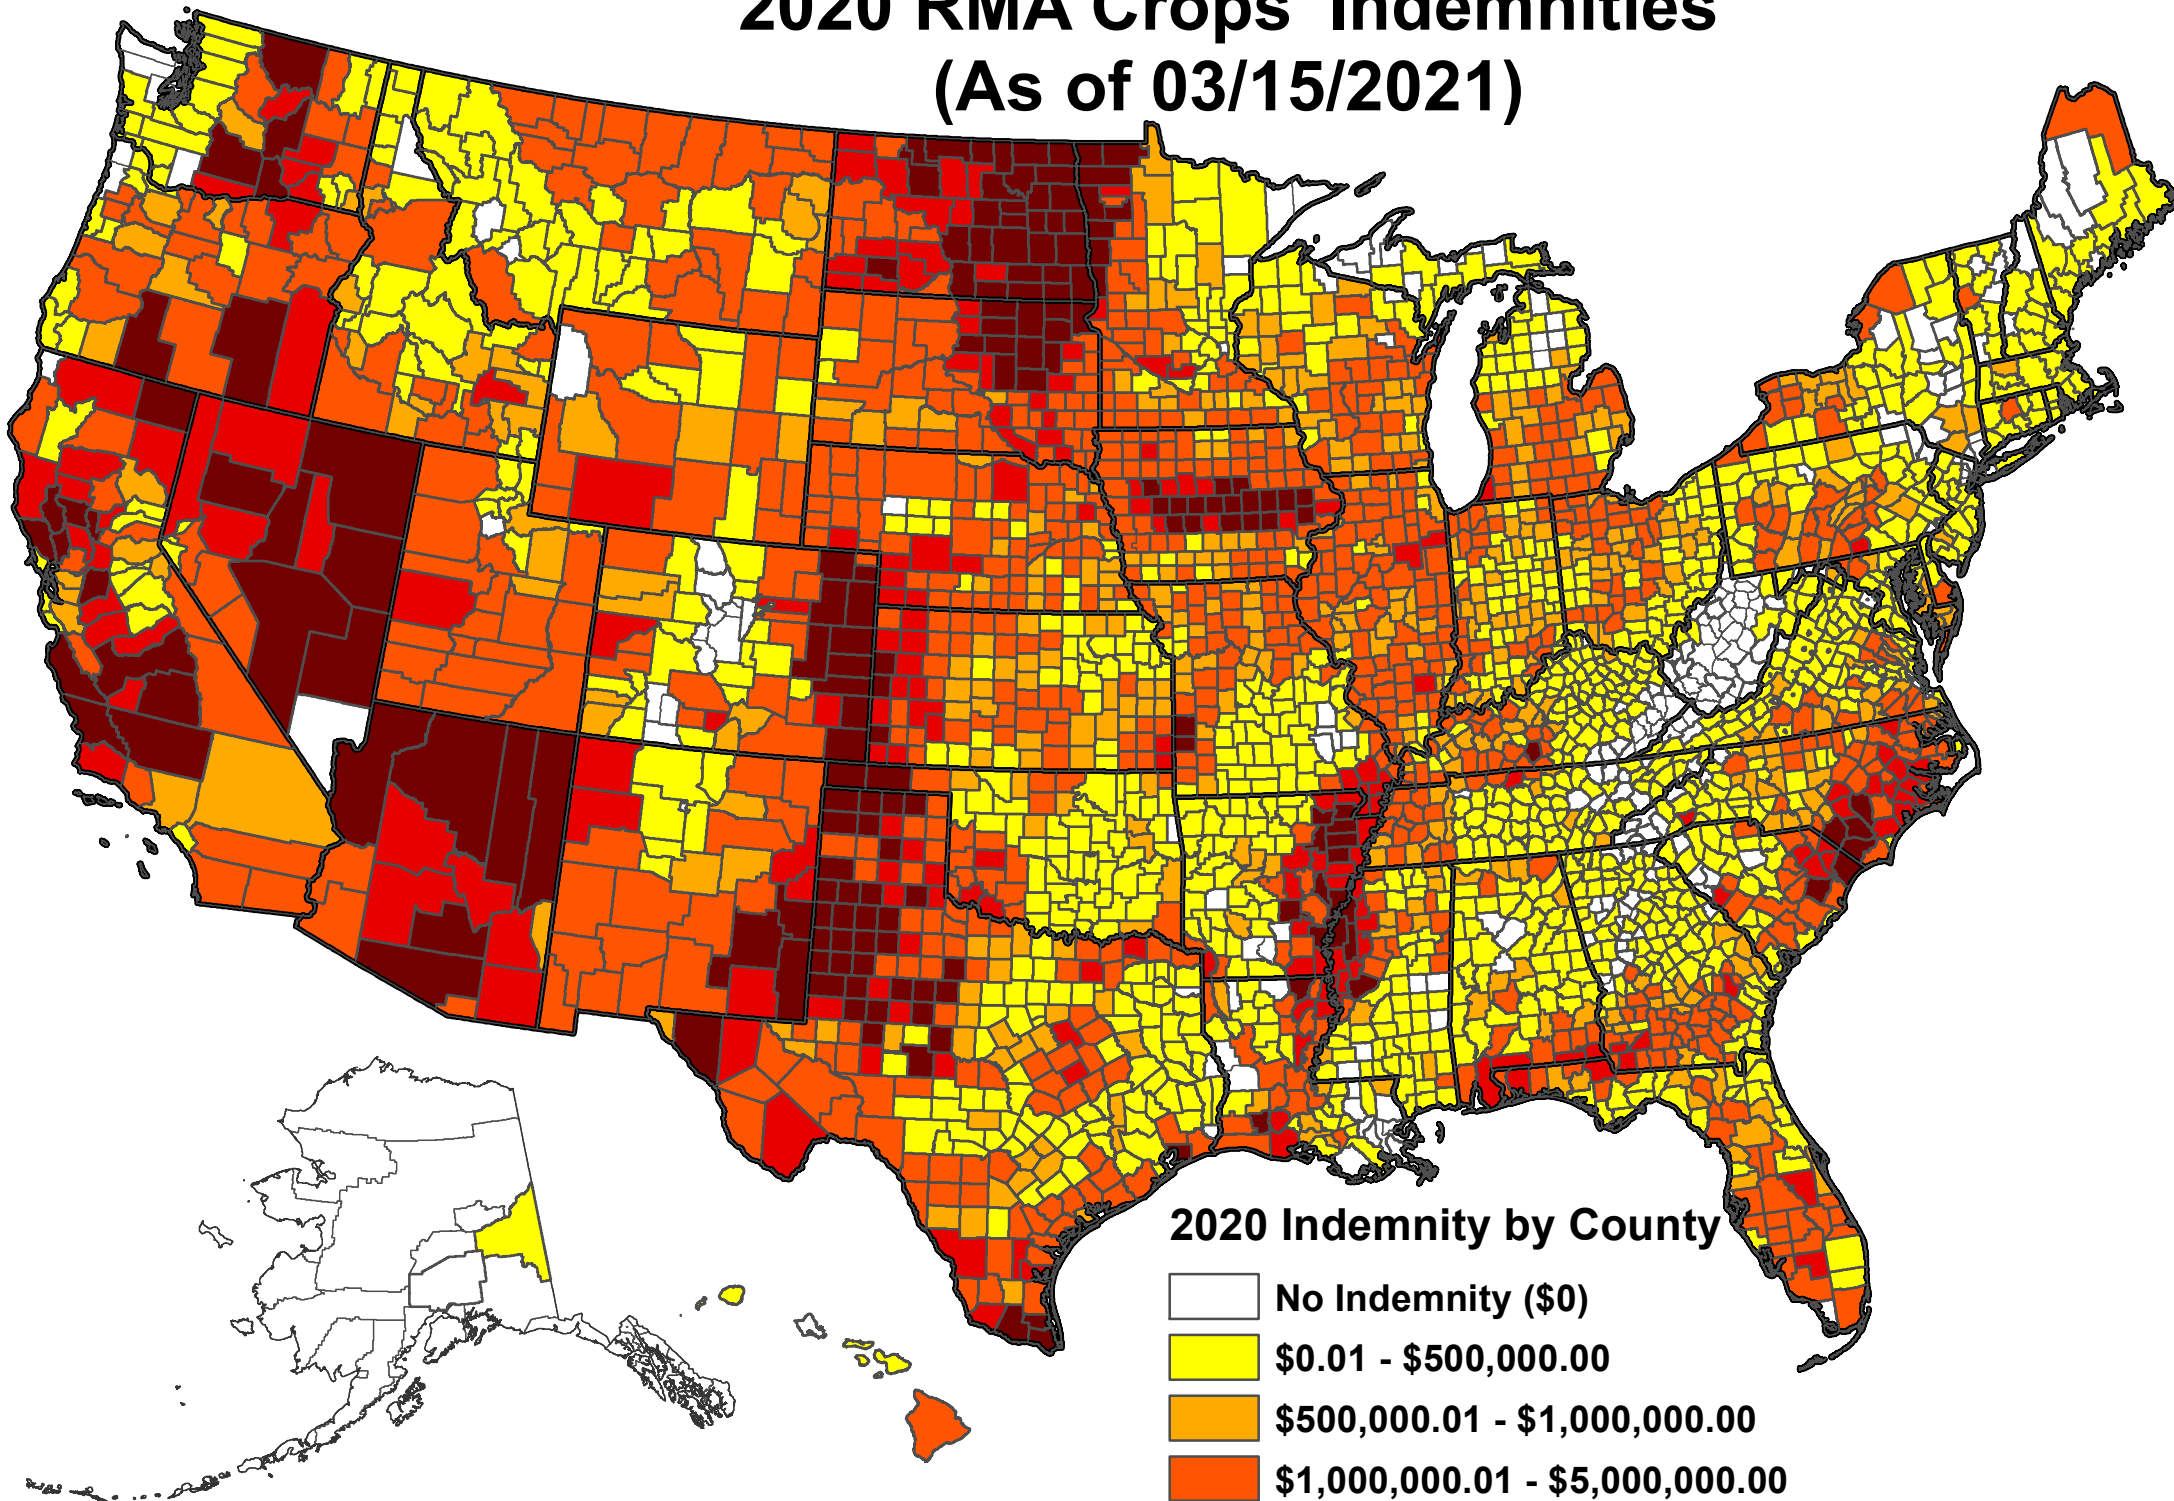 2020 RMA Crops' Indemnities
(As of 03/15/2021)
2020 Indemnity by County
No Indemnity ($0)
$0.01 - $500,000.00
$500,000.01 - $1,000,000.00
$1,000,000.01 - $5,000,000.00